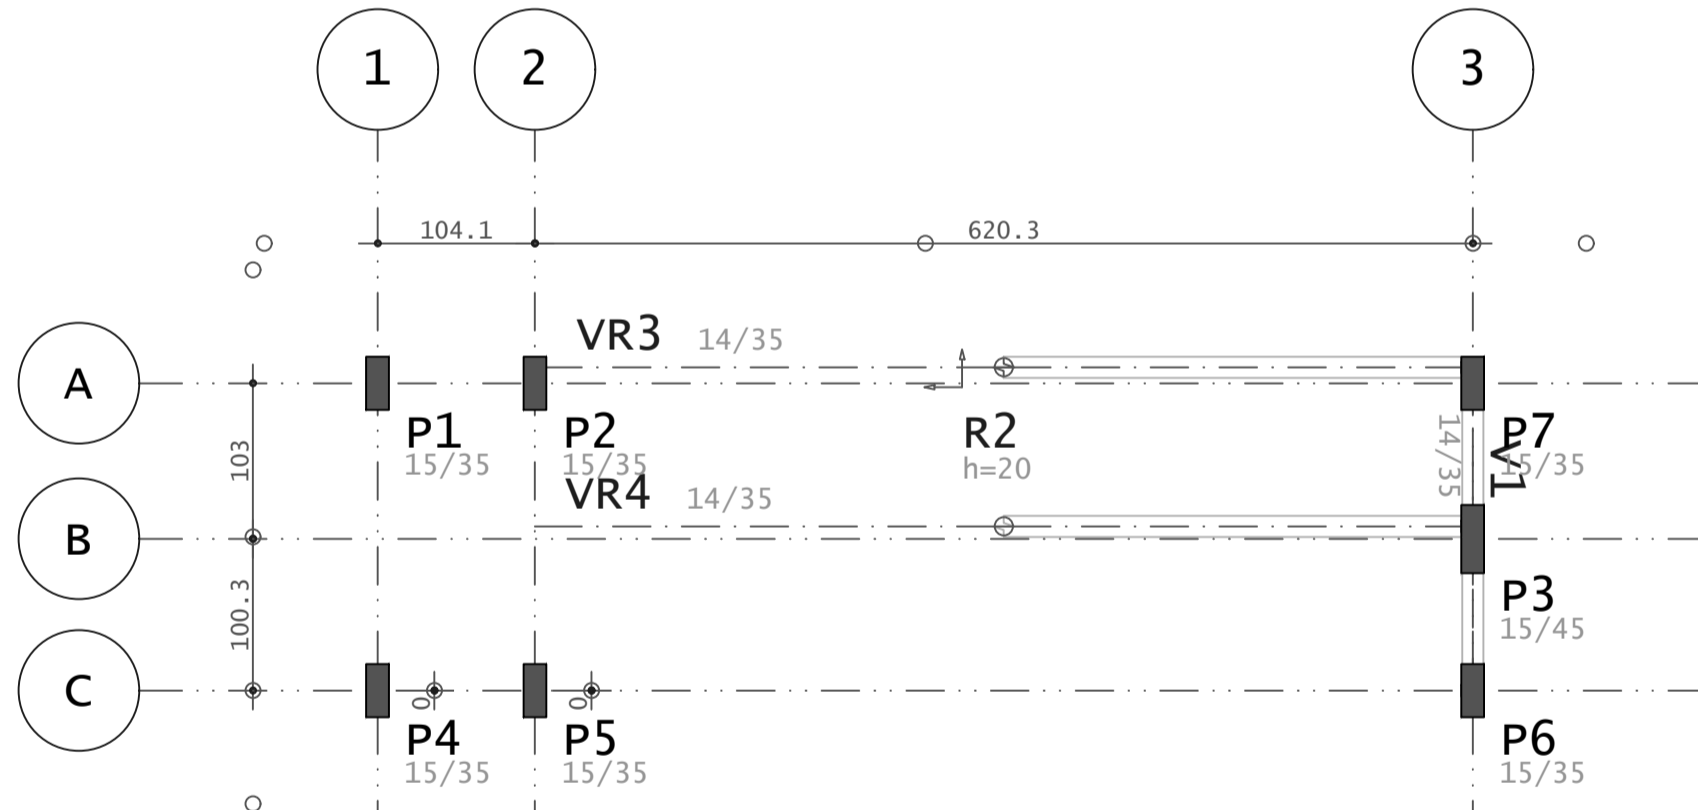 1 2 3
104.1 620.3
VR3 14/35
A
P1 P2 R2 P7
15/35 15/35 h=20 15/35
14/35
V1
103
VR4 14/35
B
P3
15/45
100.3
C
0 0
P4 P5 P6
15/35 15/35 15/35